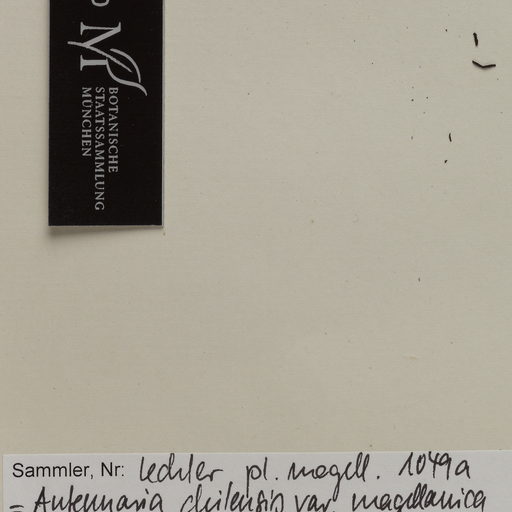 M
BOTANISCHE
STAATSSAMMLUNG
MÜNCHEN
Sammler, Nr: Lechler pl. magell. 1049a
= Antennaria chilensis var. magellanica